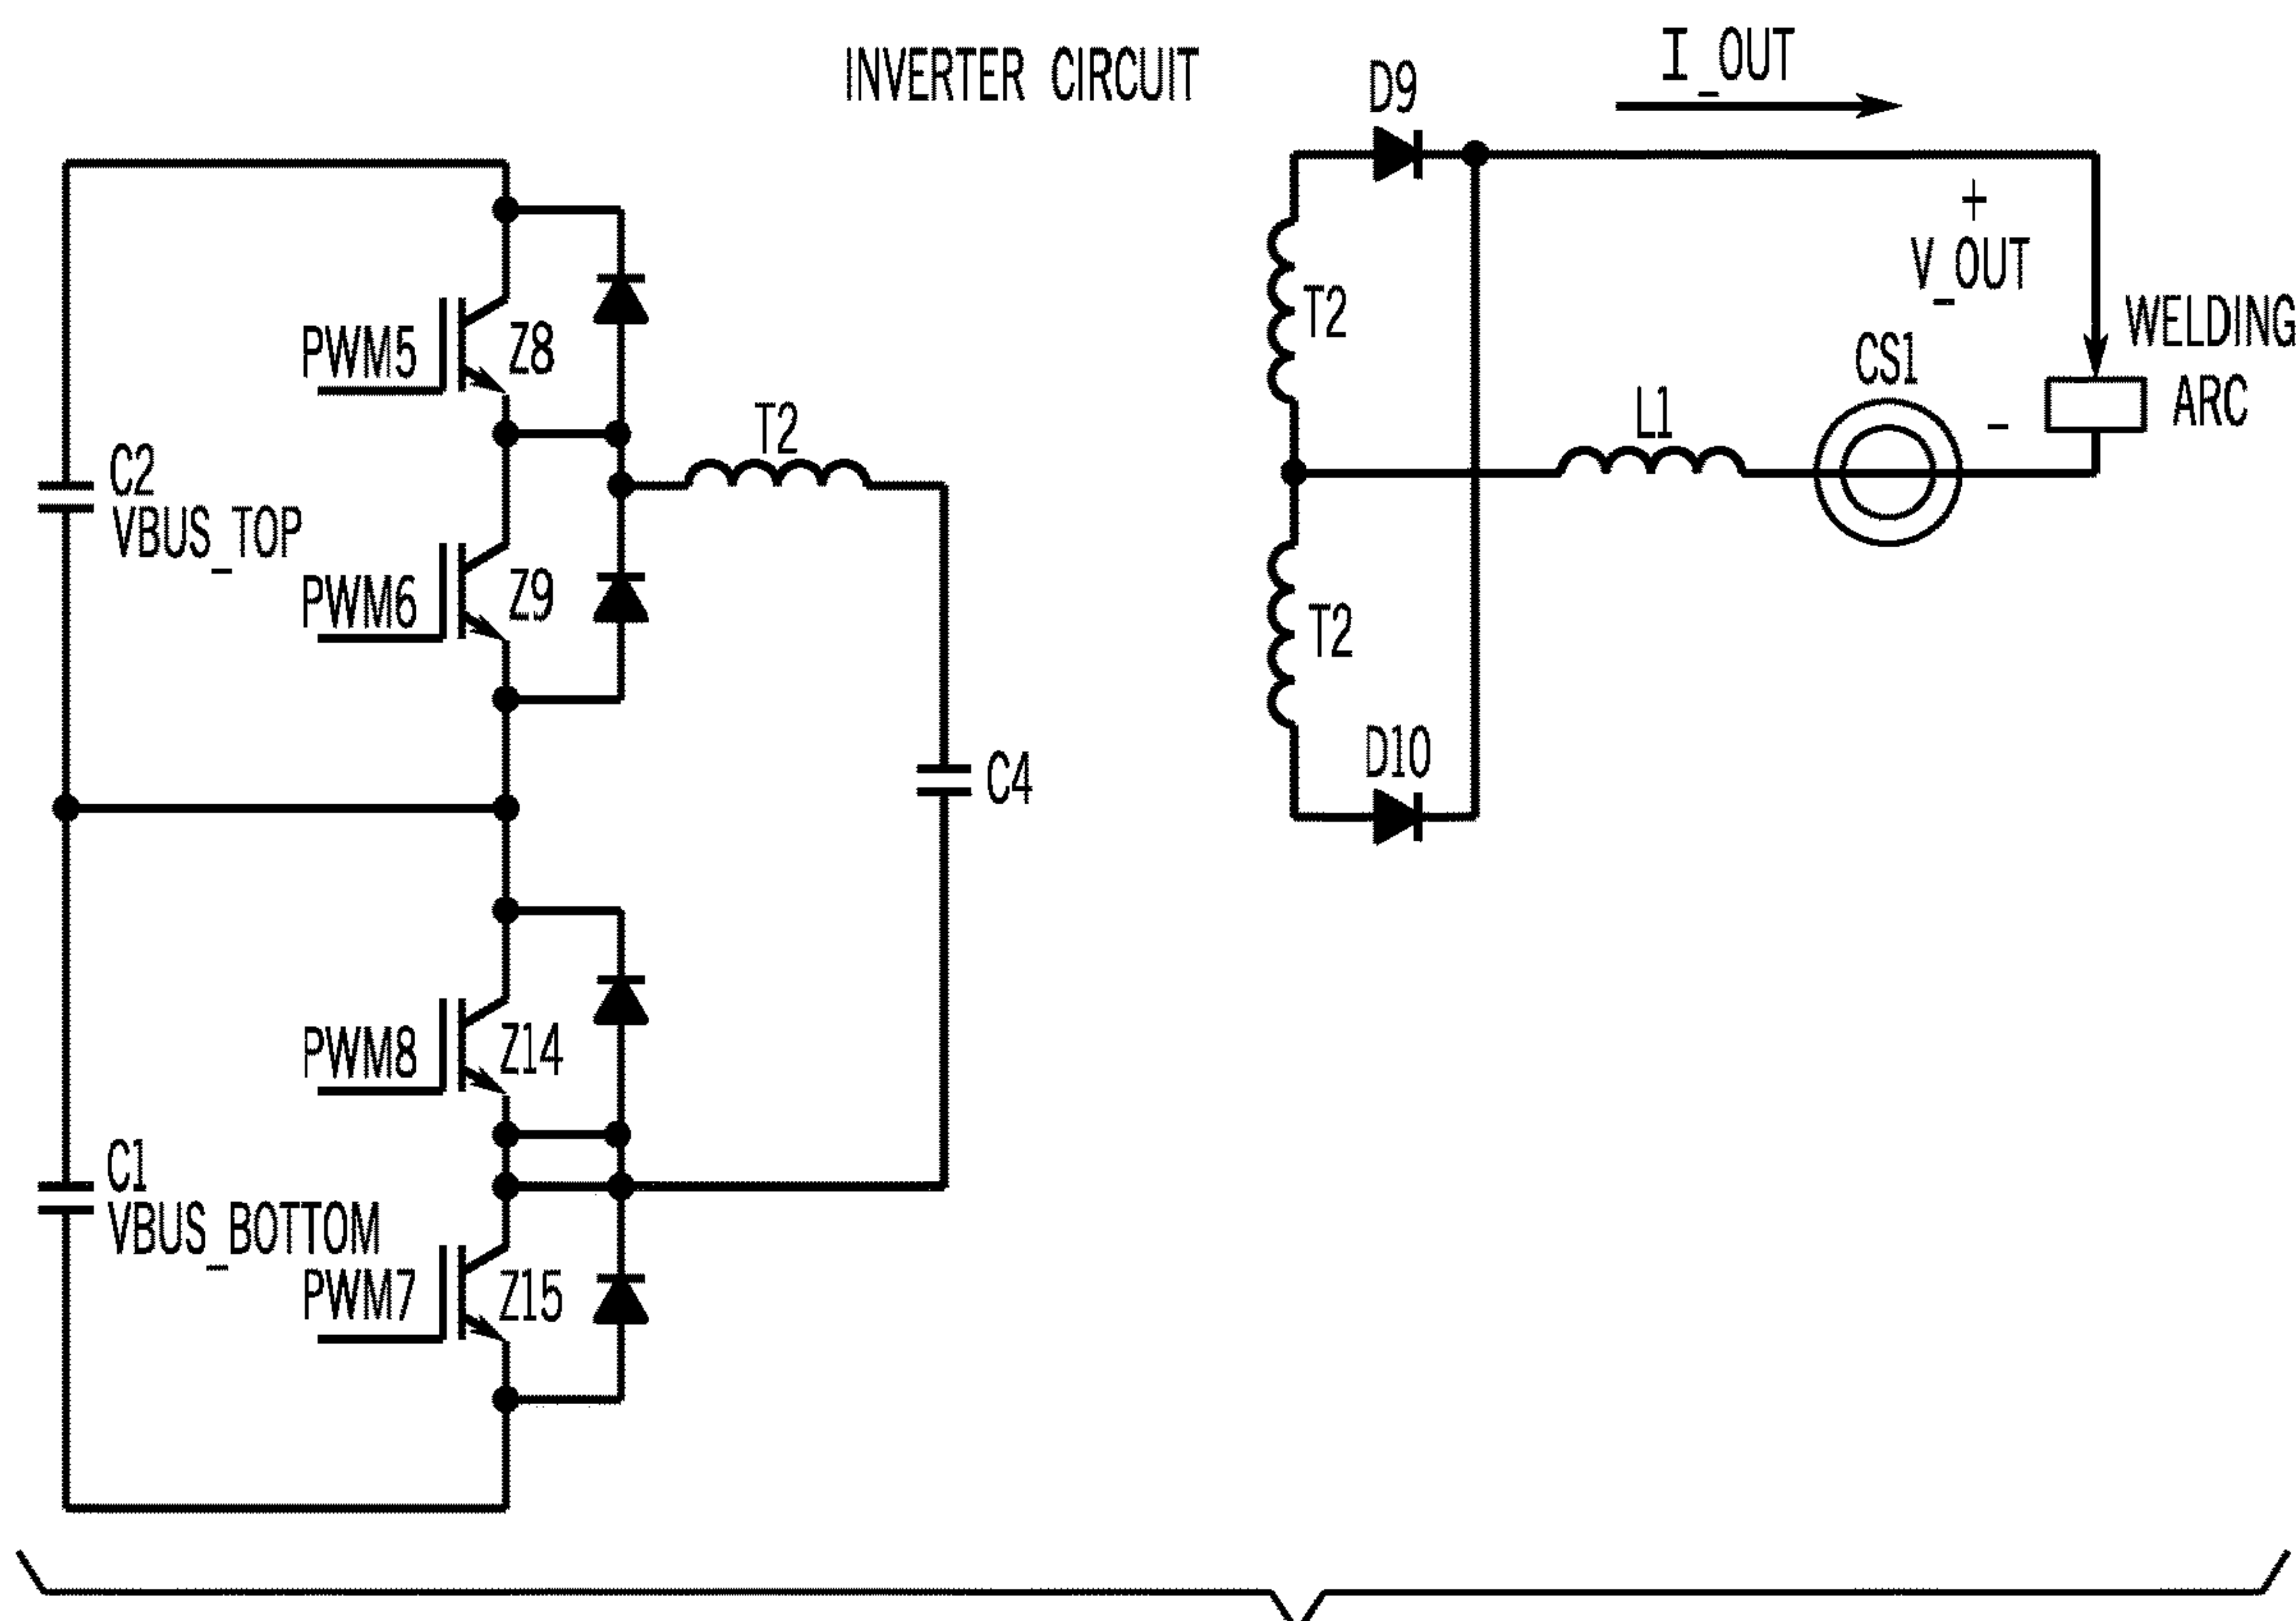 INVERTER CIRCUIT
I_OUT
D9
+
V_OUT
-
WELDING
ARC
CS1
L1
T2
T2
D10
PWM5
Z8
T2
C2
VBUS_TOP
PWM6
Z9
C4
PWM8
Z14
C1
VBUS_BOTTOM
PWM7
Z15